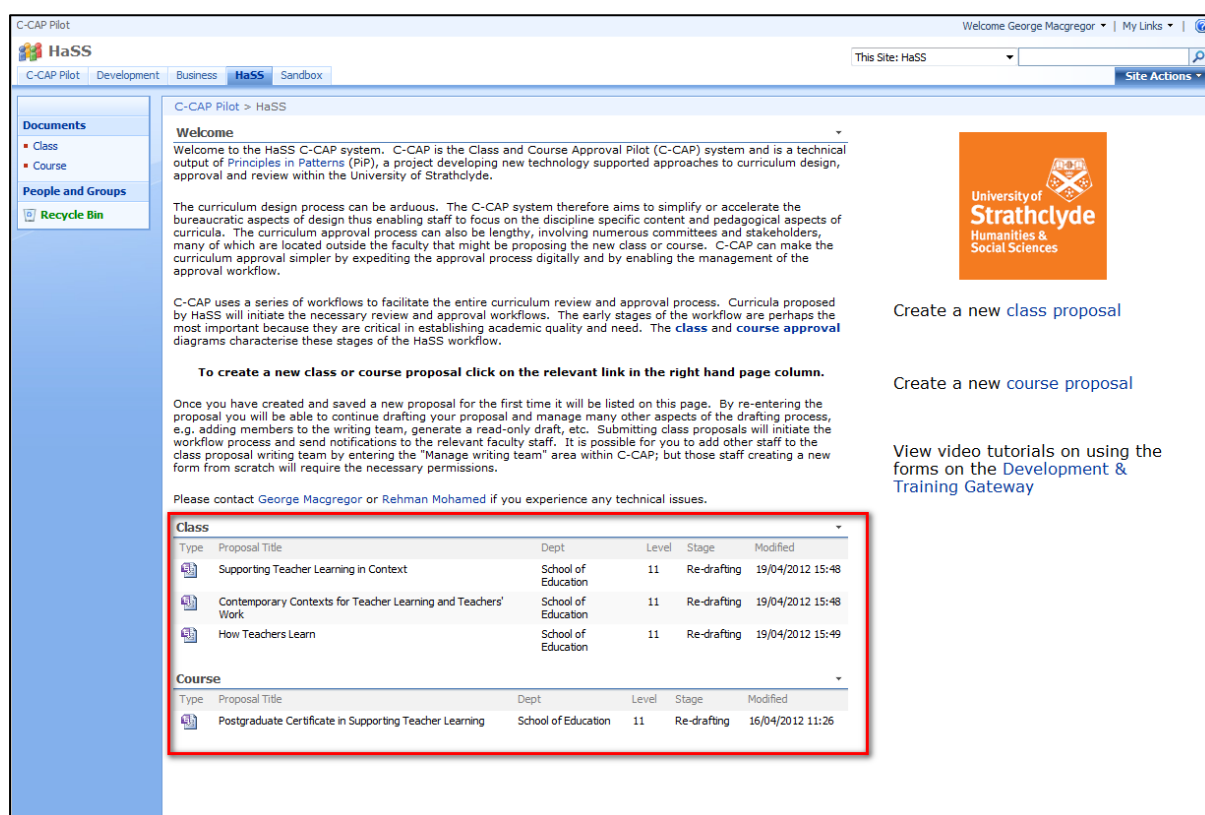 C-CAP Pilot
Welcome George Macgregor | My Links |
HaSS
This Site: HaSS
C-CAP Pilot Development Business HaSS Sandbox
Site Actions
C-CAP Pilot > HaSS
Documents
Class
Course
People and Groups
Recycle Bin
Welcome
Welcome to the HaSS C-CAP system. C-CAP is the Class and Course Approval Pilot (C-CAP) system and is a technical
output of Principles in Patterns (PiP), a project developing new technology supported approaches to curriculum design,
approval and review within the University of Strathclyde.
The curriculum design process can be arduous. The C-CAP system therefore aims to simplify or accelerate the
bureaucratic aspects of design thus enabling staff to focus on the discipline specific content and pedagogical aspects of
curricula. The curriculum approval process can also be lengthy, involving numerous committees and stakeholders,
many of which are located outside the faculty that might be proposing the new class or course. C-CAP can make the
curriculum approval simpler by expediting the approval process digitally and by enabling the management of the
approval workflow.
C-CAP uses a series of workflows to facilitate the entire curriculum review and approval process. Curricula proposed
by HaSS will initiate the necessary review and approval workflows. The early stages of the workflow are perhaps the
most important because they are critical in establishing academic quality and need. The class and course approval
diagrams characterise these stages of the HaSS workflow.
To create a new class or course proposal click on the relevant link in the right hand page column.
Once you have created and saved a new proposal for the first time it will be listed on this page. By re-entering the
proposal you will be able to continue drafting your proposal and manage many other aspects of the drafting process,
e.g. adding members to the writing team, generate a read-only draft, etc. Submitting class proposals will initiate the
workflow process and send notifications to the relevant faculty staff. It is possible for you to add other staff to the
class proposal writing team by entering the "Manage writing team" area within C-CAP; but those staff creating a new
form from scratch will require the necessary permissions.
Please contact George Macgregor or Rehman Mohamed if you experience any technical issues.
Class
Type Proposal Title Dept Level Stage Modified
Supporting Teacher Learning in Context School of Education 11 Re-drafting 19/04/2012 15:48
Contemporary Contexts for Teacher Learning and Teachers' Work School of Education 11 Re-drafting 19/04/2012 15:48
How Teachers Learn School of Education 11 Re-drafting 19/04/2012 15:49
Course
Type Proposal Title Dept Level Stage Modified
Postgraduate Certificate in Supporting Teacher Learning School of Education 11 Re-drafting 16/04/2012 11:26
University of
Strathclyde
Humanities &
Social Sciences
Create a new class proposal
Create a new course proposal
View video tutorials on using the
forms on the Development &
Training Gateway